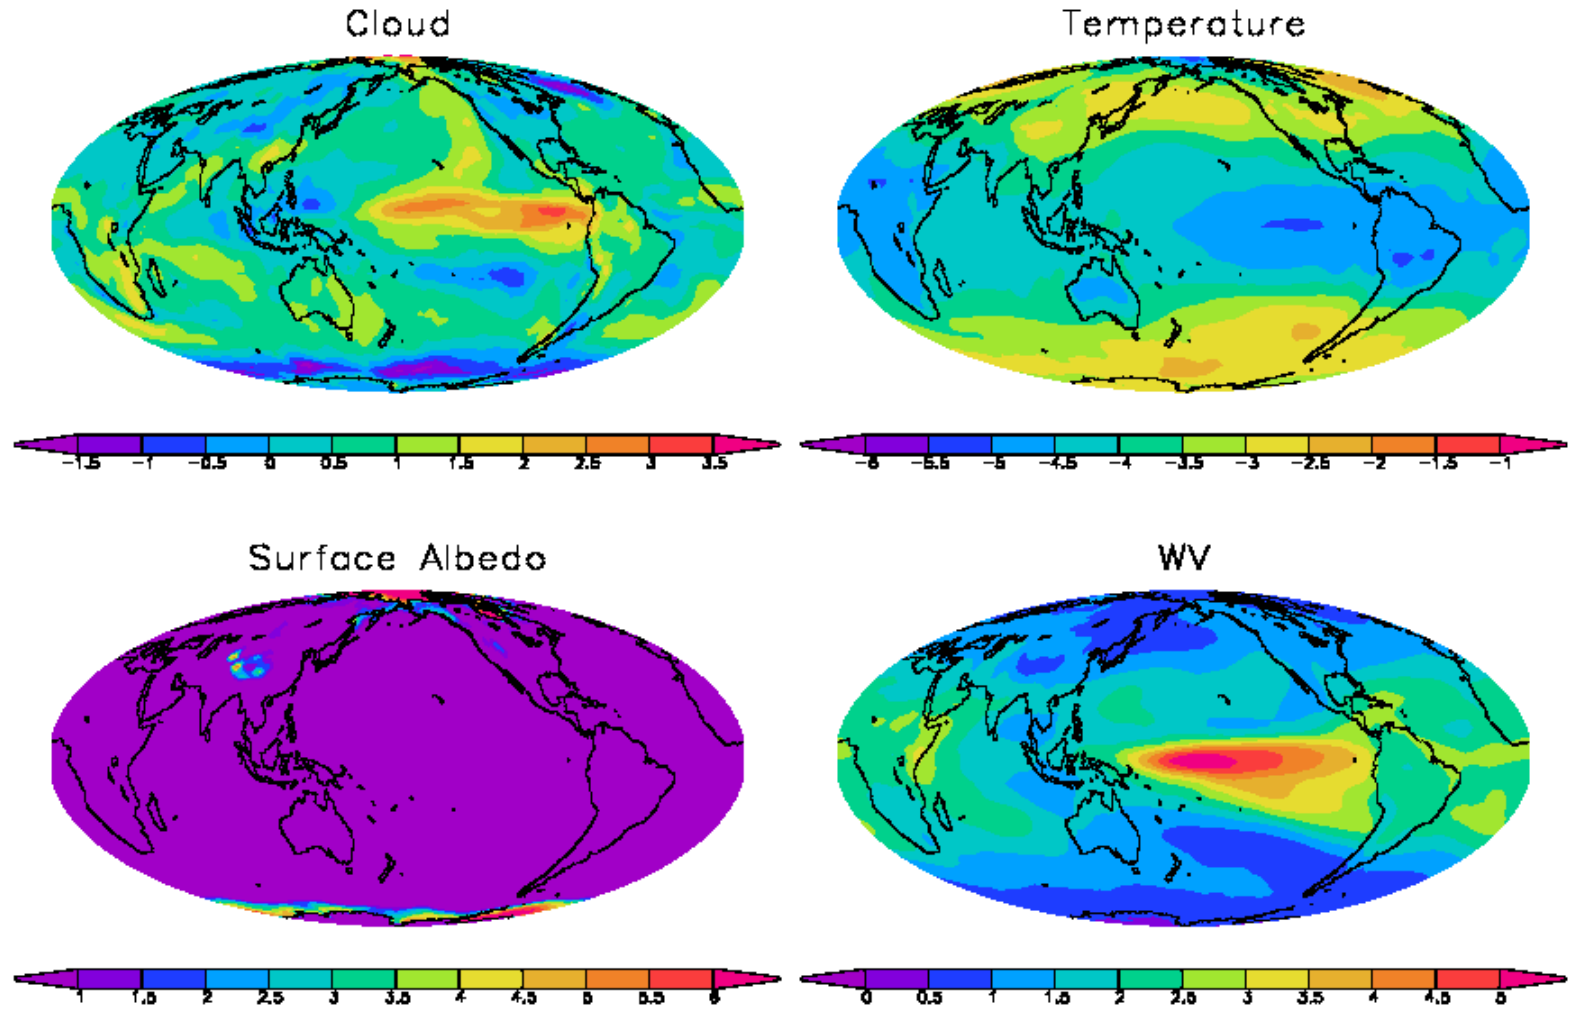 Cloud
Temperature
-1.5 -1 -0.5 0 0.5 1 1.5 2 2.5 3 3.5
-6 -5.5 -5 -4.5 -4 -3.5 -3 -2.5 -2 -1.5 -1
Surface Albedo
WV
1 1.5 2 2.5 3 3.5 4 4.5 5 5.5 6
0 0.5 1 1.5 2 2.5 3 3.5 4 4.5 5